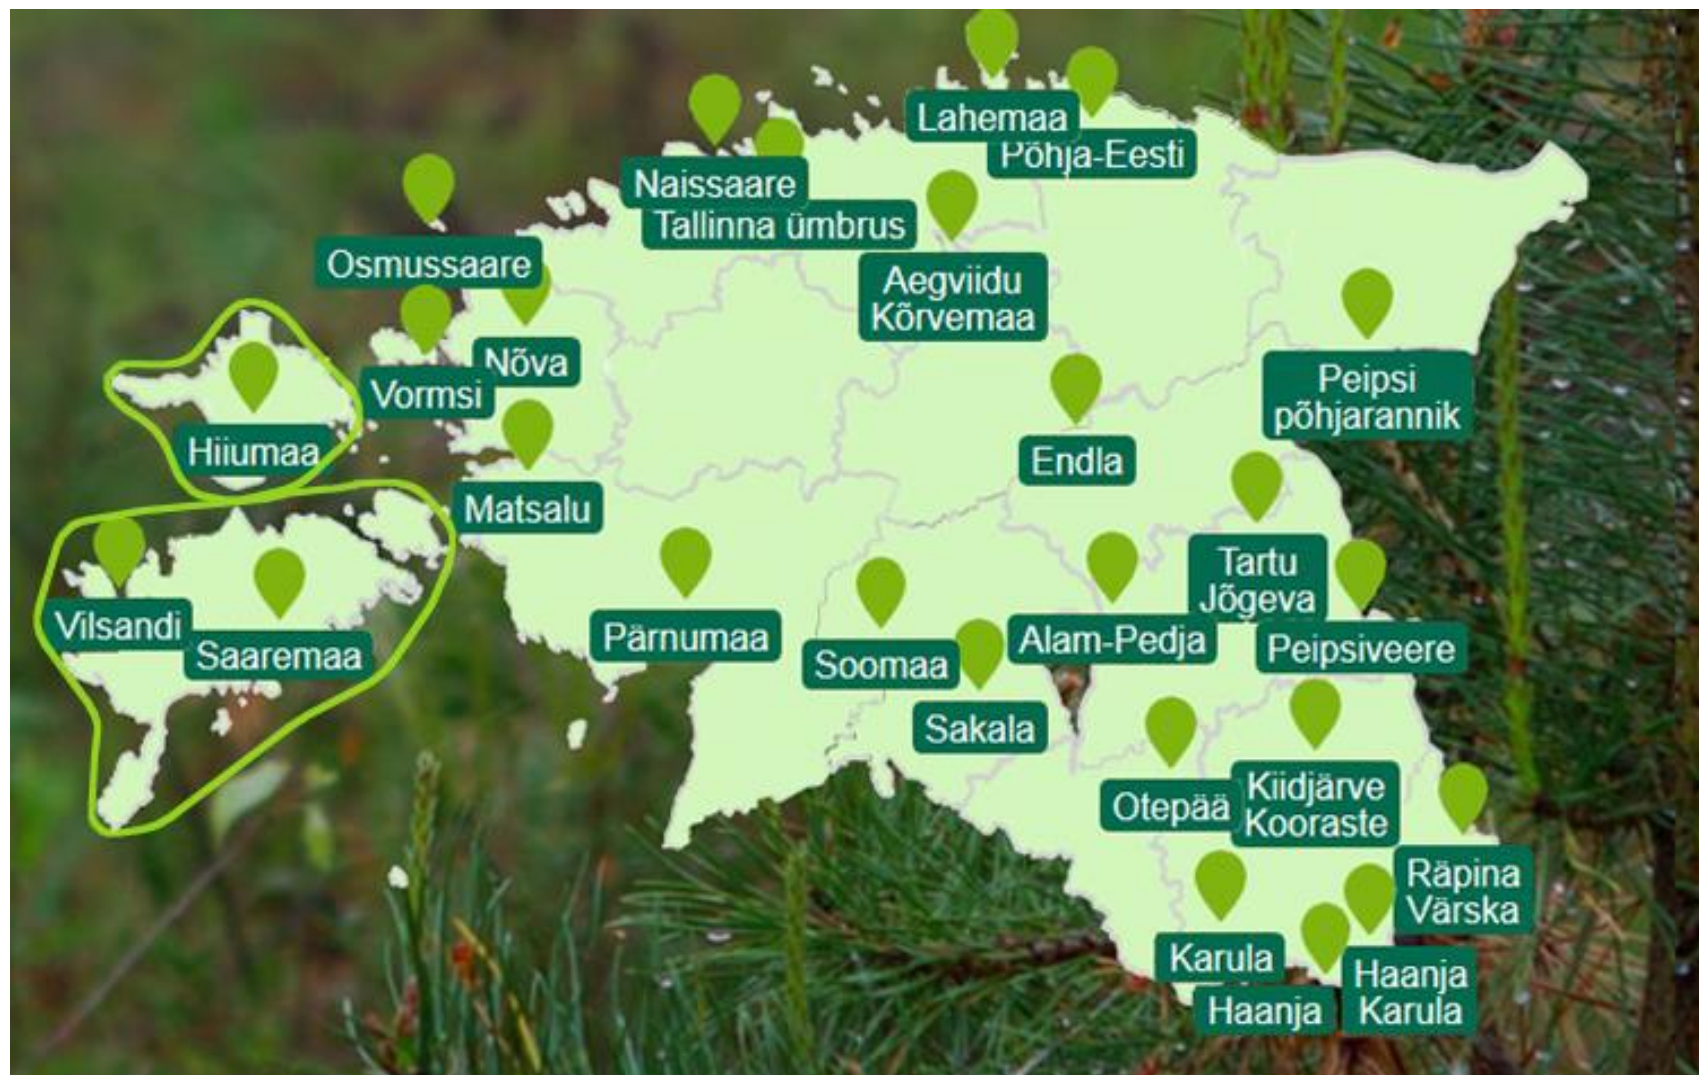 Lahemaa
Põhja-Eesti
Naissaare
Tallinna ümbrus
Osmussaare
Aegviidu
Kõrvemaa
Nõva
Vormsi
Peipsi
põhjarannik
Hiiumaa
Endla
Matsalu
Tartu
Jõgeva
Vilsandi
Saaremaa
Pärnumaa
Soomaa
Alam-Pedja
Peipsiveere
Sakala
Otepää
Kiidjärve
Kooraste
Räpina
Värska
Karula
Haanja
Haanja
Karula